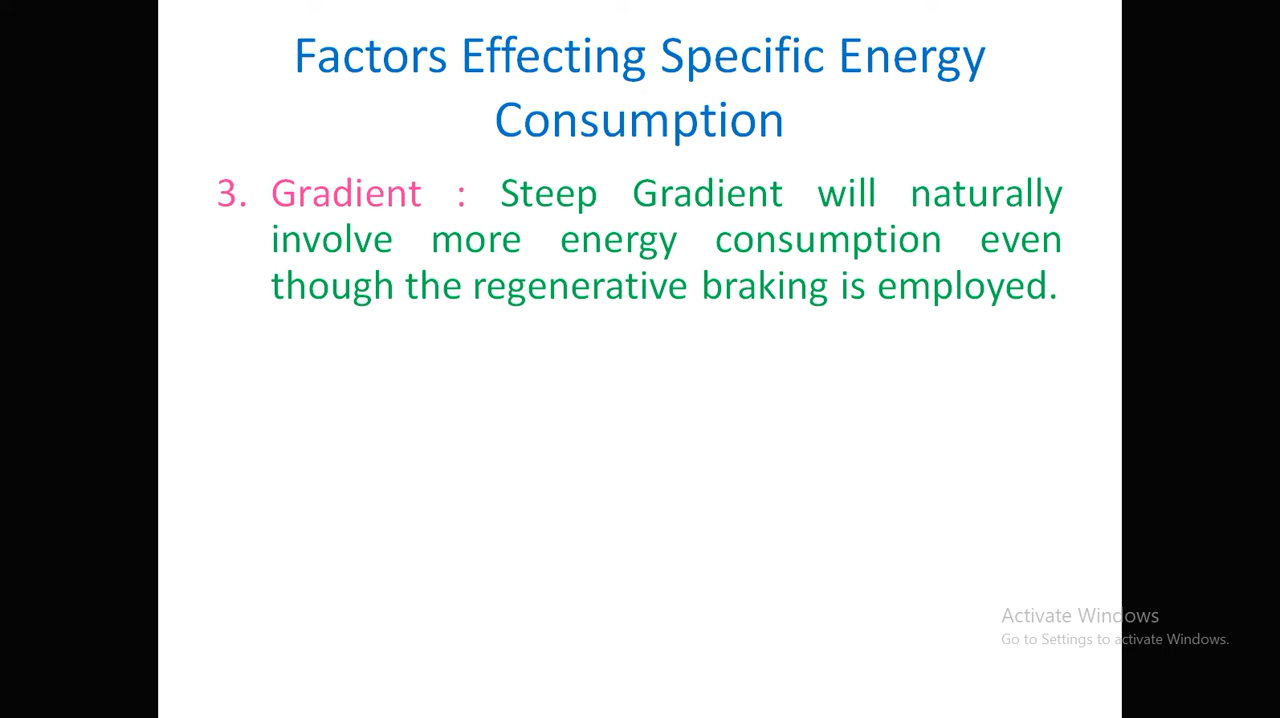 Factors Effecting Specific Energy
Consumption
3. Gradient : Steep Gradient will naturally
involve more energy consumption even
though the regenerative braking is employed.
Activate Windows
Go to Settings to activate Windows.